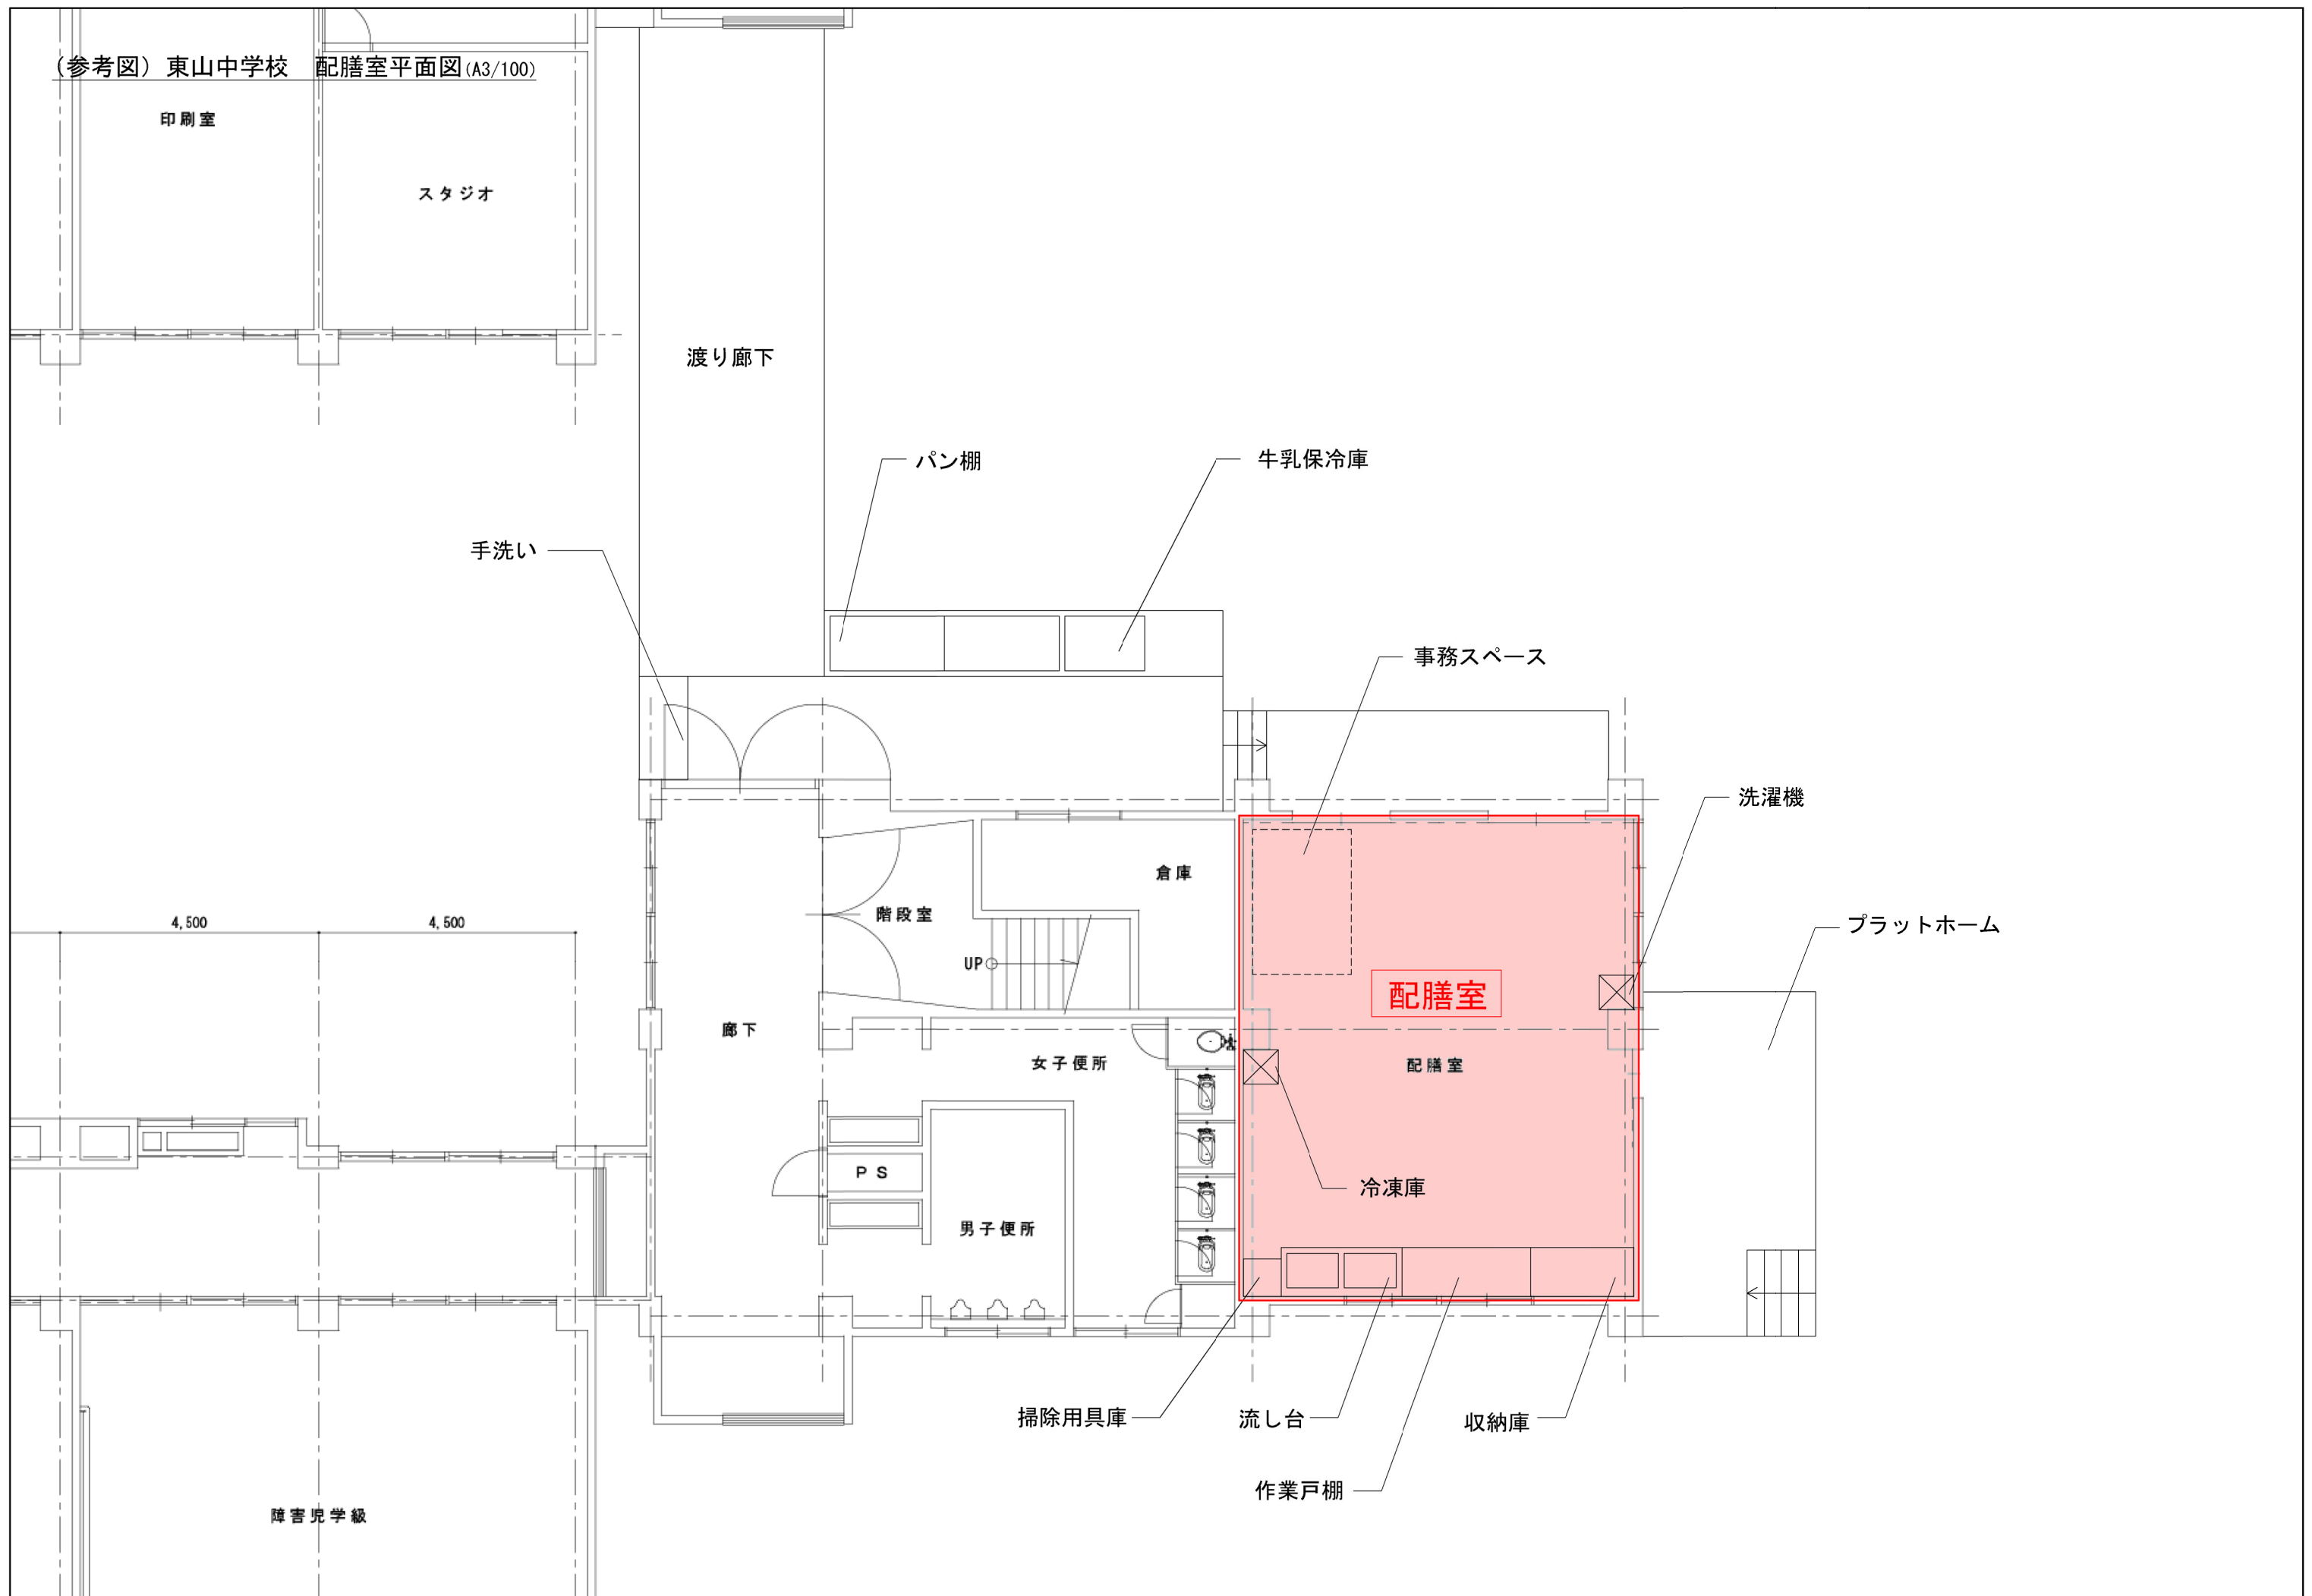 （参考図）東山中学校　配膳室平面図(A3/100)
印刷室
スタジオ
渡り廊下
パン棚
牛乳保冷庫
手洗い
事務スペース
洗濯機
倉庫
階段室
プラットホーム
4,500
4,500
UP
配膳室
廊下
女子便所
配膳室
PS
冷凍庫
男子便所
掃除用具庫
流し台
収納庫
作業戸棚
障害児学級